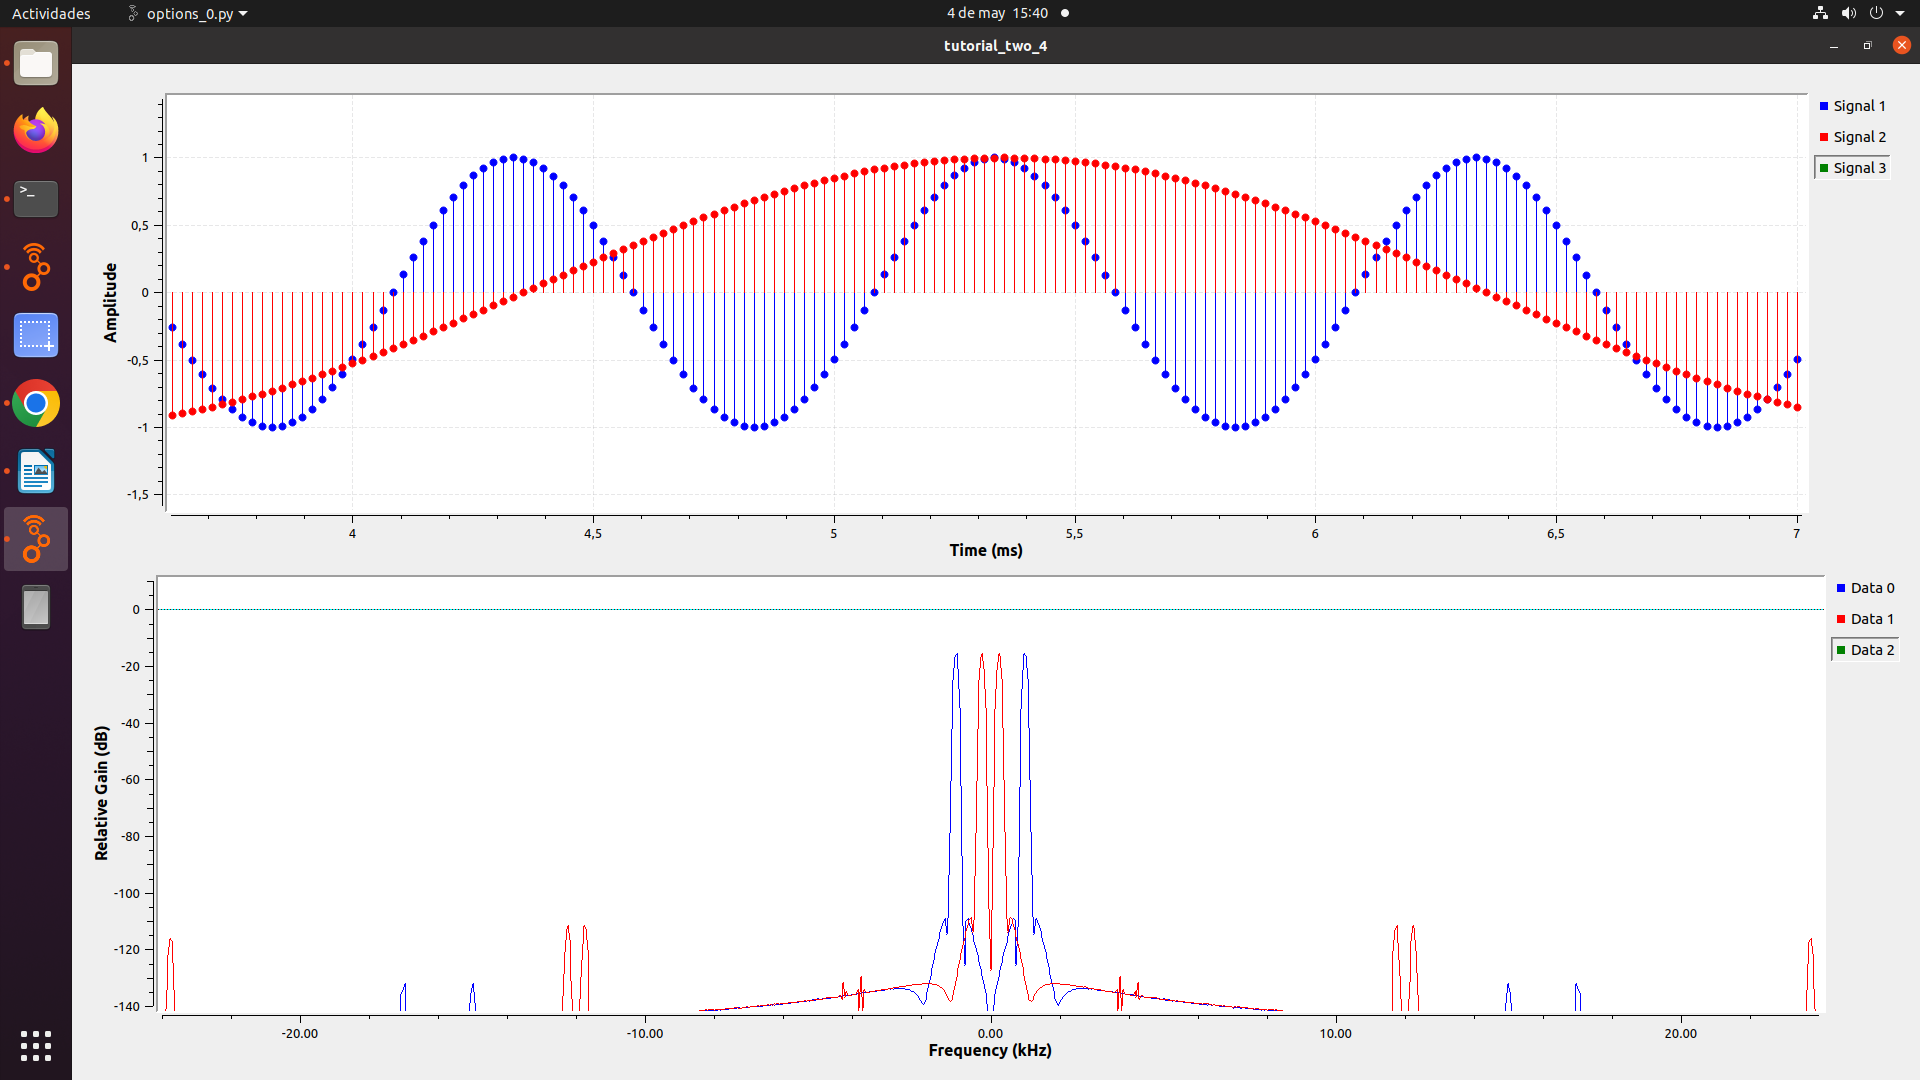 Actividades options_0.py 4 de may 15:40
tutorial_two_4
Signal 1
Signal 2
Signal 3
Amplitude
1
0,5
0
-0,5
-1
-1,5
4 4,5 5 5,5 6 6,5 7
Time (ms)
Data 0
Data 1
Data 2
Relative Gain (dB)
0
-20
-40
-60
-80
-100
-120
-140
-20.00 -10.00 0.00 10.00 20.00
Frequency (kHz)